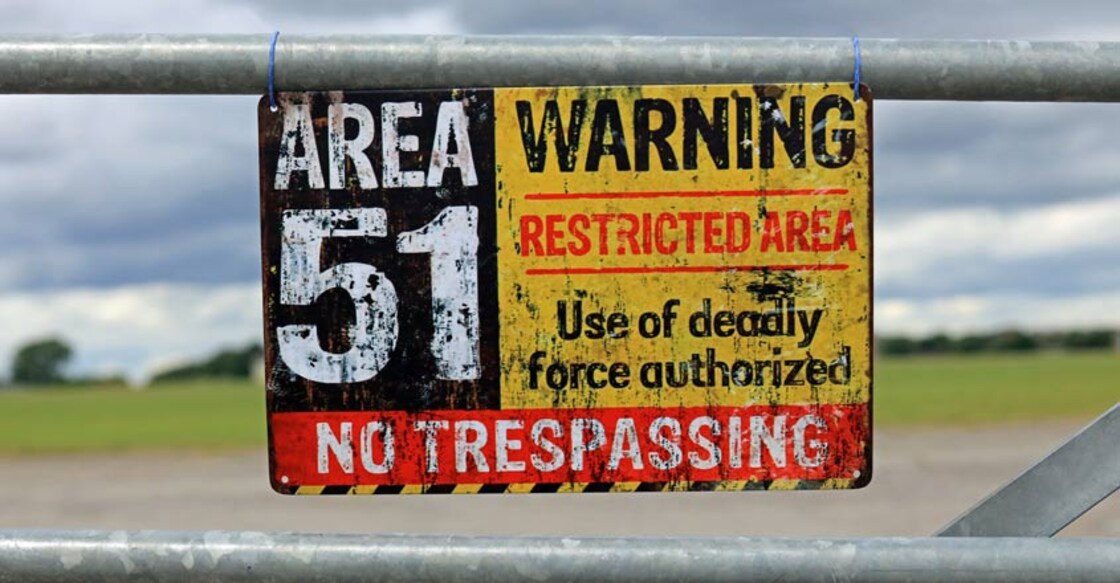 AREA
51
WARNING
RESTRICTED AREA
Use of deadly
force authorized
NO TRESPASSING